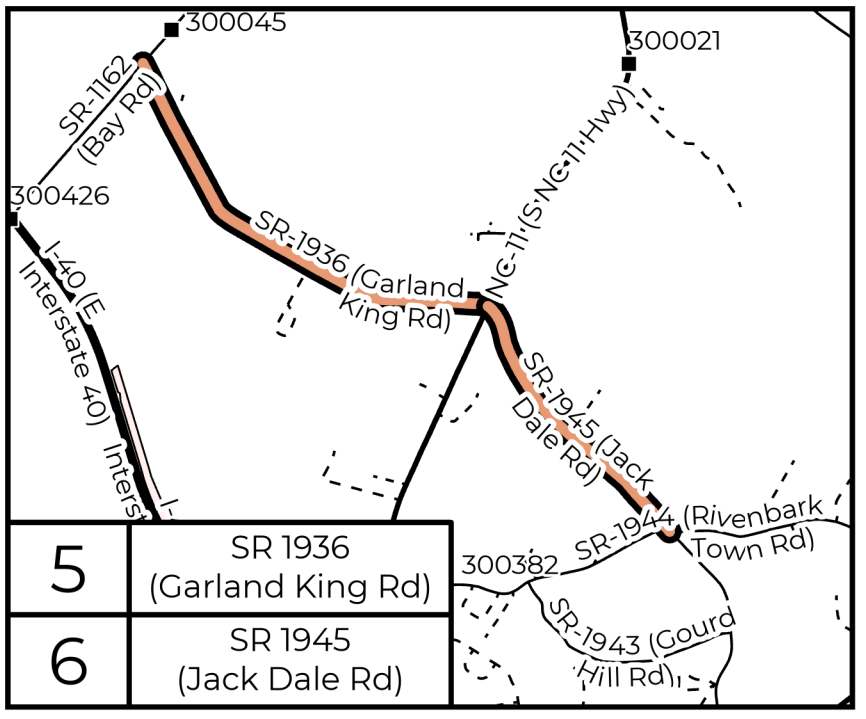 300045
300021
SR-1162
(Bay Rd)
300426
NC-11 (S NC 11 Hwy)
I-40 (E
Interstate 40)
SR-1936 (Garland
King Rd)
SR-1945 (Jack
Dale Rd)
Interst
I-
SR-1944 (Rivenbark
Town Rd)
300382
SR-1943 (Gourd
Hill Rd)
5
SR 1936
(Garland King Rd)
6
SR 1945
(Jack Dale Rd)